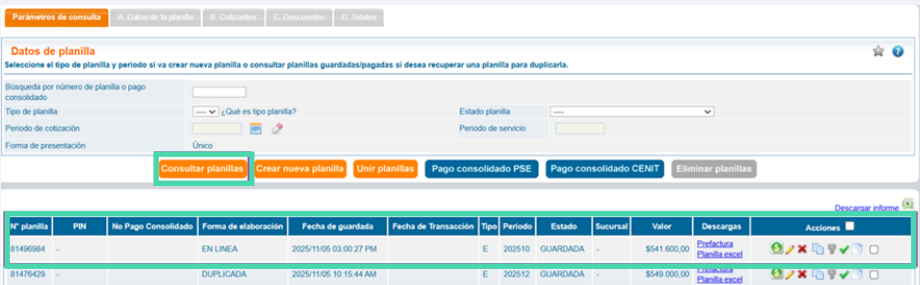 Parámetros de consulta A. Datos de la planilla B. Cotizantes C. Descuentos D. Totales
Datos de planilla
Seleccione el tipo de planilla y periodo si va crear nueva planilla o consultar planillas guardadas/pagadas si desea recuperar una planilla para duplicarla.
Búsqueda por número de planilla o pago
consolidado
Tipo de planilla ---- ¿Qué es tipo planilla? Estado planilla ----
Periodo de cotización Periodo de servicio
Forma de presentación Único
Consultar planillas Crear nueva planilla Unir planillas Pago consolidado PSE Pago consolidado CENIT Eliminar planillas
Descargar informe
N° planilla PIN No Pago Consolidado Forma de elaboración Fecha de guardada Fecha de Transacción Tipo Periodo Estado Sucursal Valor Descargas Acciones
81496984 - EN LINEA 2025/11/05 03:00:27 PM E 202510 GUARDADA - $541.600,00 Prefactura
Planilla excel
81476429 - DUPLICADA 2025/11/05 10:15:44 AM E 202512 GUARDADA - $549.000,00 Prefactura
Planilla excel